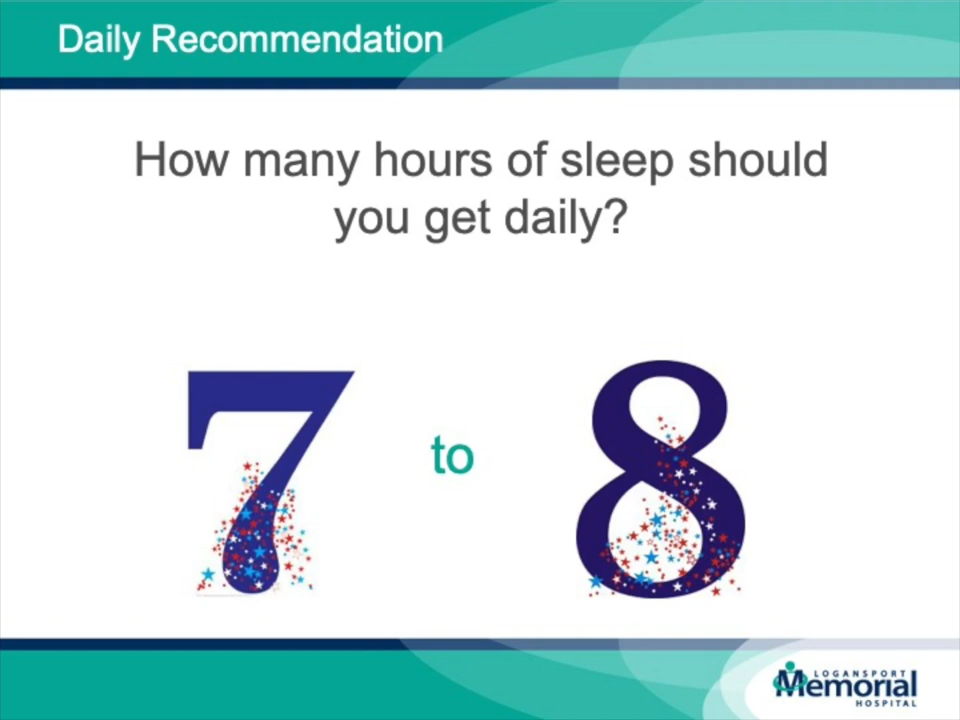 Daily Recommendation
How many hours of sleep should
you get daily?
7 to 8
LOGANSPORT
Memorial
HOSPITAL